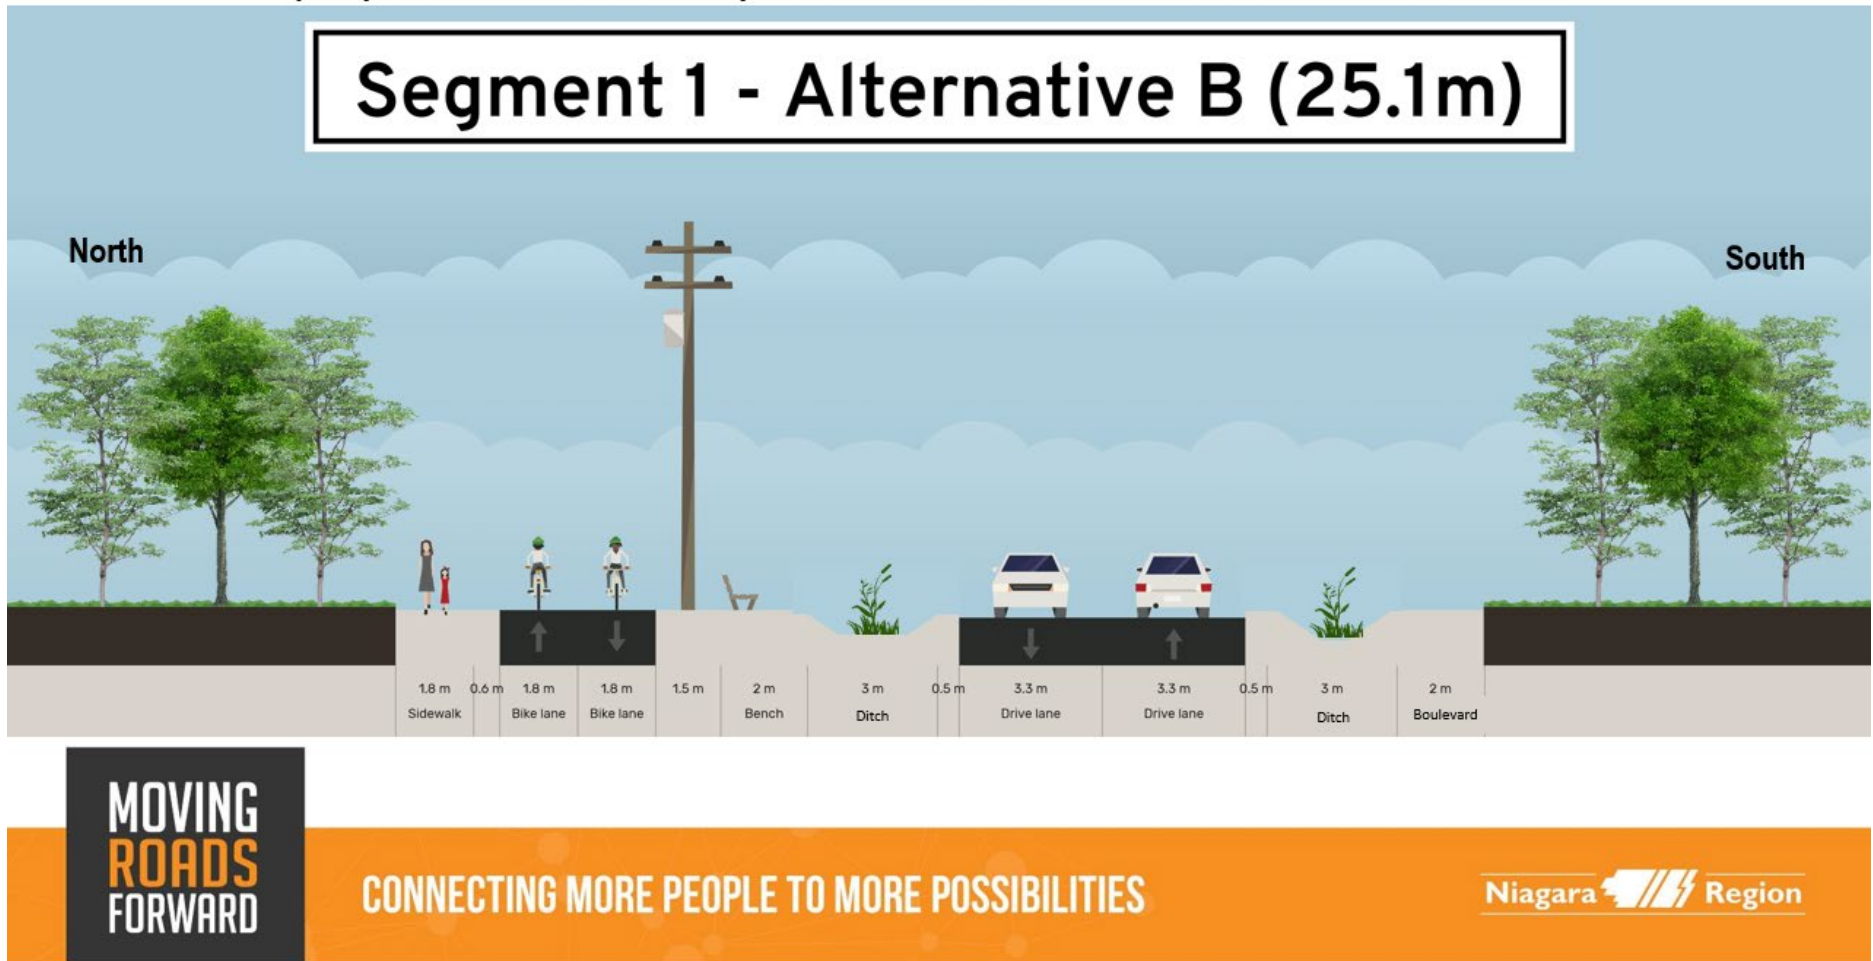 Segment 1 - Alternative B (25.1m)
North
South
1.8 m 0.6 m 1.8 m 1.8 m 1.5 m 2 m 3 m 0.5 m 3.3 m 3.3 m 0.5 m 3 m 2 m
Sidewalk Bike lane Bike lane Bench Ditch Drive lane Drive lane Ditch Boulevard
MOVING
ROADS
FORWARD
CONNECTING MORE PEOPLE TO MORE POSSIBILITIES
Niagara Region